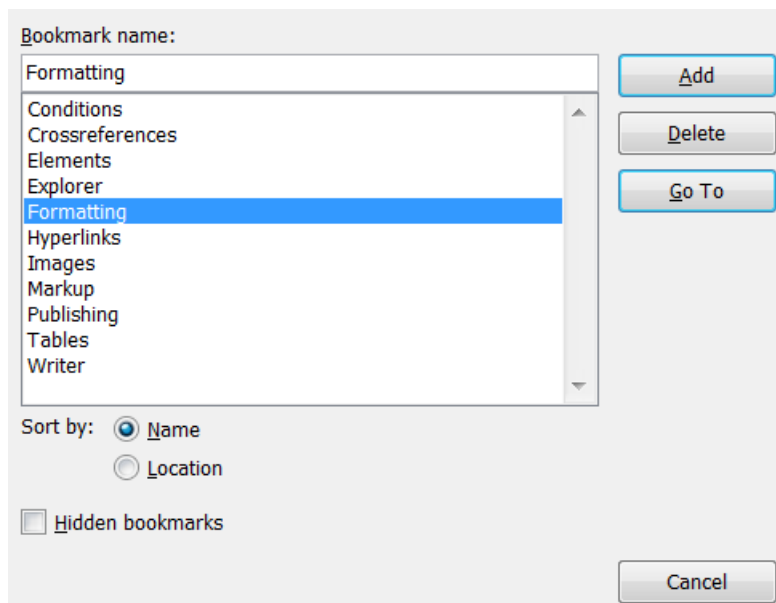 Bookmark name:
Formatting
Add
Conditions
Crossreferences
Delete
Elements
Explorer
Go To
Formatting
Hyperlinks
Images
Markup
Publishing
Tables
Writer
Sort by:
Name
Location
Hidden bookmarks
Cancel